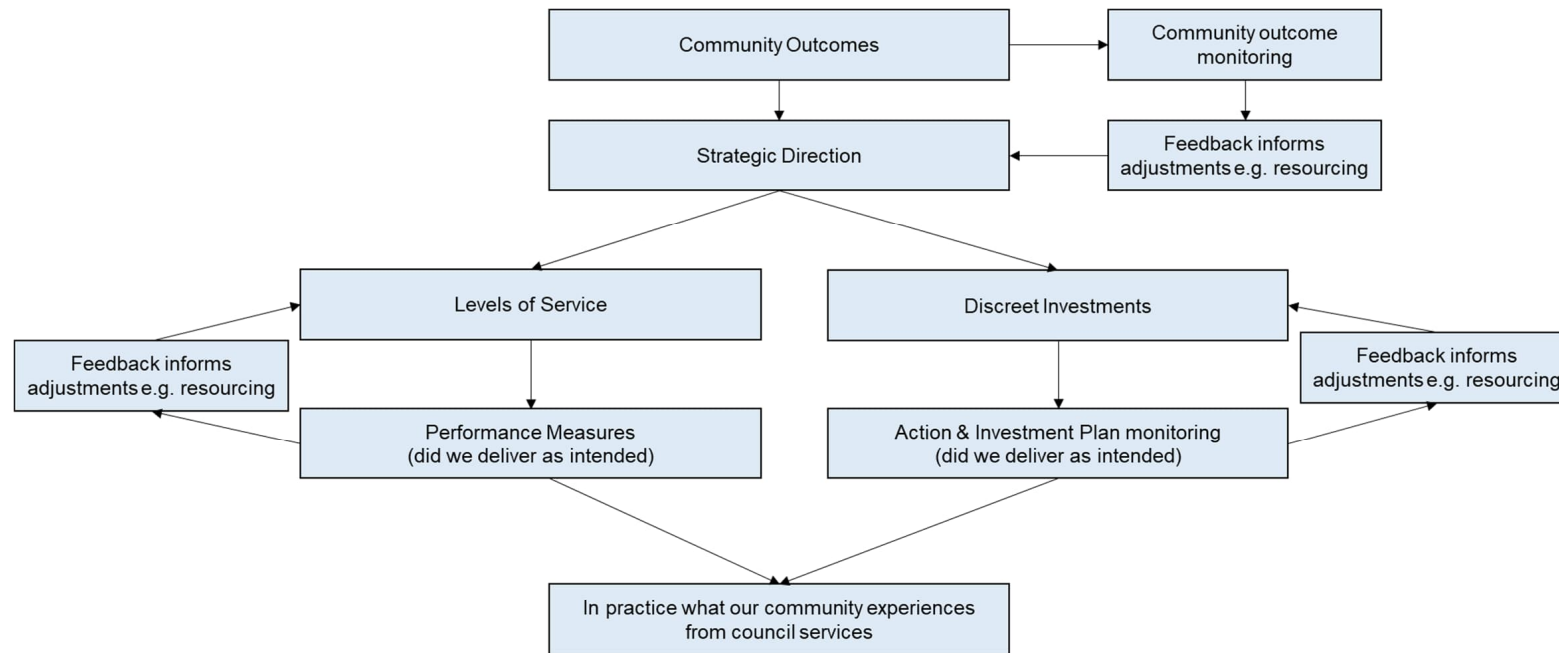 Community Outcomes
Community outcome
monitoring
Strategic Direction
Feedback informs
adjustments e.g. resourcing
Levels of Service
Discreet Investments
Feedback informs
adjustments e.g. resourcing
Feedback informs
adjustments e.g. resourcing
Performance Measures
(did we deliver as intended)
Action & Investment Plan monitoring
(did we deliver as intended)
In practice what our community experiences
from council services